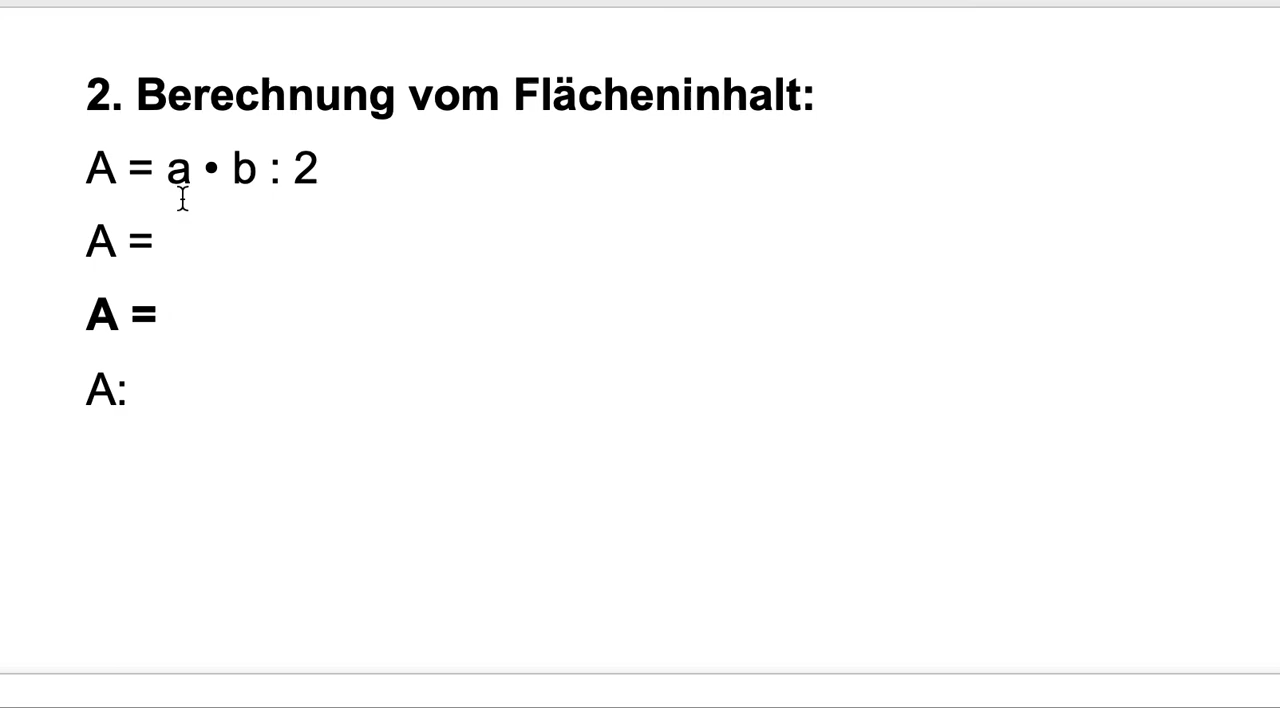 2. Berechnung vom Flächeninhalt:
A = a • b : 2
A =
A =
A: